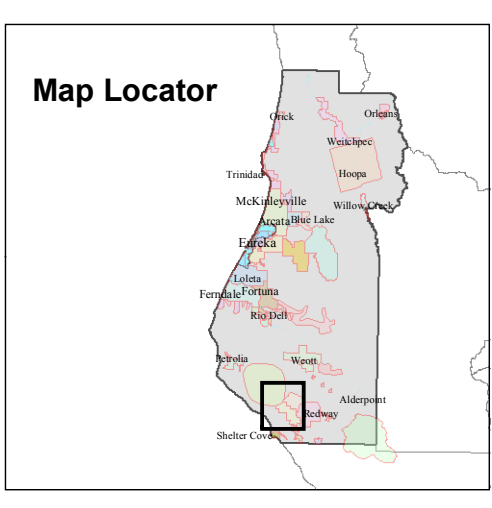 Map Locator
Orick
Orleans
Weitchpec
Trinidad
Hoopa
McKinleyville
Willow Creek
Arcata
Blue Lake
Eureka
Loleta
Ferndale
Fortuna
Rio Dell
Petrolia
Weott
Alderpoint
Redway
Shelter Cove